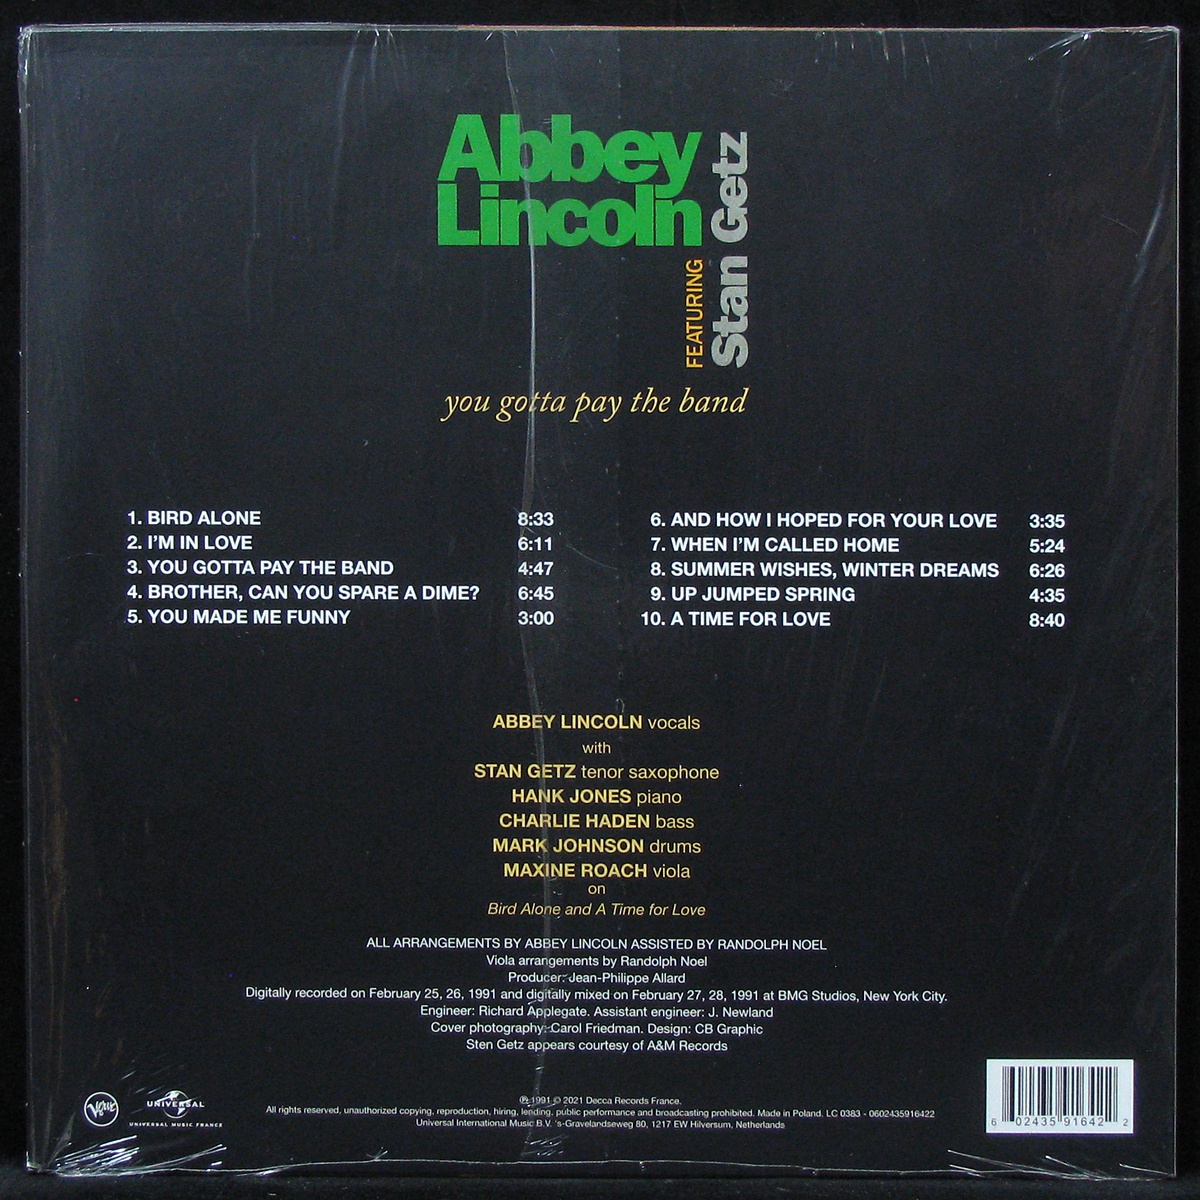 Abbey
Lincoln
FEATURING
Stan Getz
you gotta pay the band
1. BIRD ALONE 8:33
2. I'M IN LOVE 6:11
3. YOU GOTTA PAY THE BAND 4:47
4. BROTHER, CAN YOU SPARE A DIME? 6:45
5. YOU MADE ME FUNNY 3:00
6. AND HOW I HOPED FOR YOUR LOVE 3:35
7. WHEN I'M CALLED HOME 5:24
8. SUMMER WISHES, WINTER DREAMS 6:26
9. UP JUMPED SPRING 4:35
10. A TIME FOR LOVE 8:40
ABBEY LINCOLN vocals
with
STAN GETZ tenor saxophone
HANK JONES piano
CHARLIE HADEN bass
MARK JOHNSON drums
MAXINE ROACH viola
on
Bird Alone and A Time for Love
ALL ARRANGEMENTS BY ABBEY LINCOLN ASSISTED BY RANDOLPH NOEL
Viola arrangements by Randolph Noel
Producer: Jean-Philippe Allard
Digitally recorded on February 25, 26, 1991 and digitally mixed on February 27, 28, 1991 at BMG Studios, New York City.
Engineer: Richard Applegate. Assistant engineer: J. Newland
Cover photography: Carol Friedman. Design: CB Graphic
Sten Getz appears courtesy of A&M Records
℗ 1991 © 2021 Decca Records France.
All rights reserved, unauthorized copying, reproduction, hiring, lending, public performance and broadcasting prohibited. Made in Poland. LC 0383 - 0602435916422
Universal International Music B.V. 's-Gravelandseweg 80, 1217 EW Hilversum, Netherlands
Verve
UNIVERSAL
UNIVERSAL MUSIC FRANCE
6 02435 91642 2